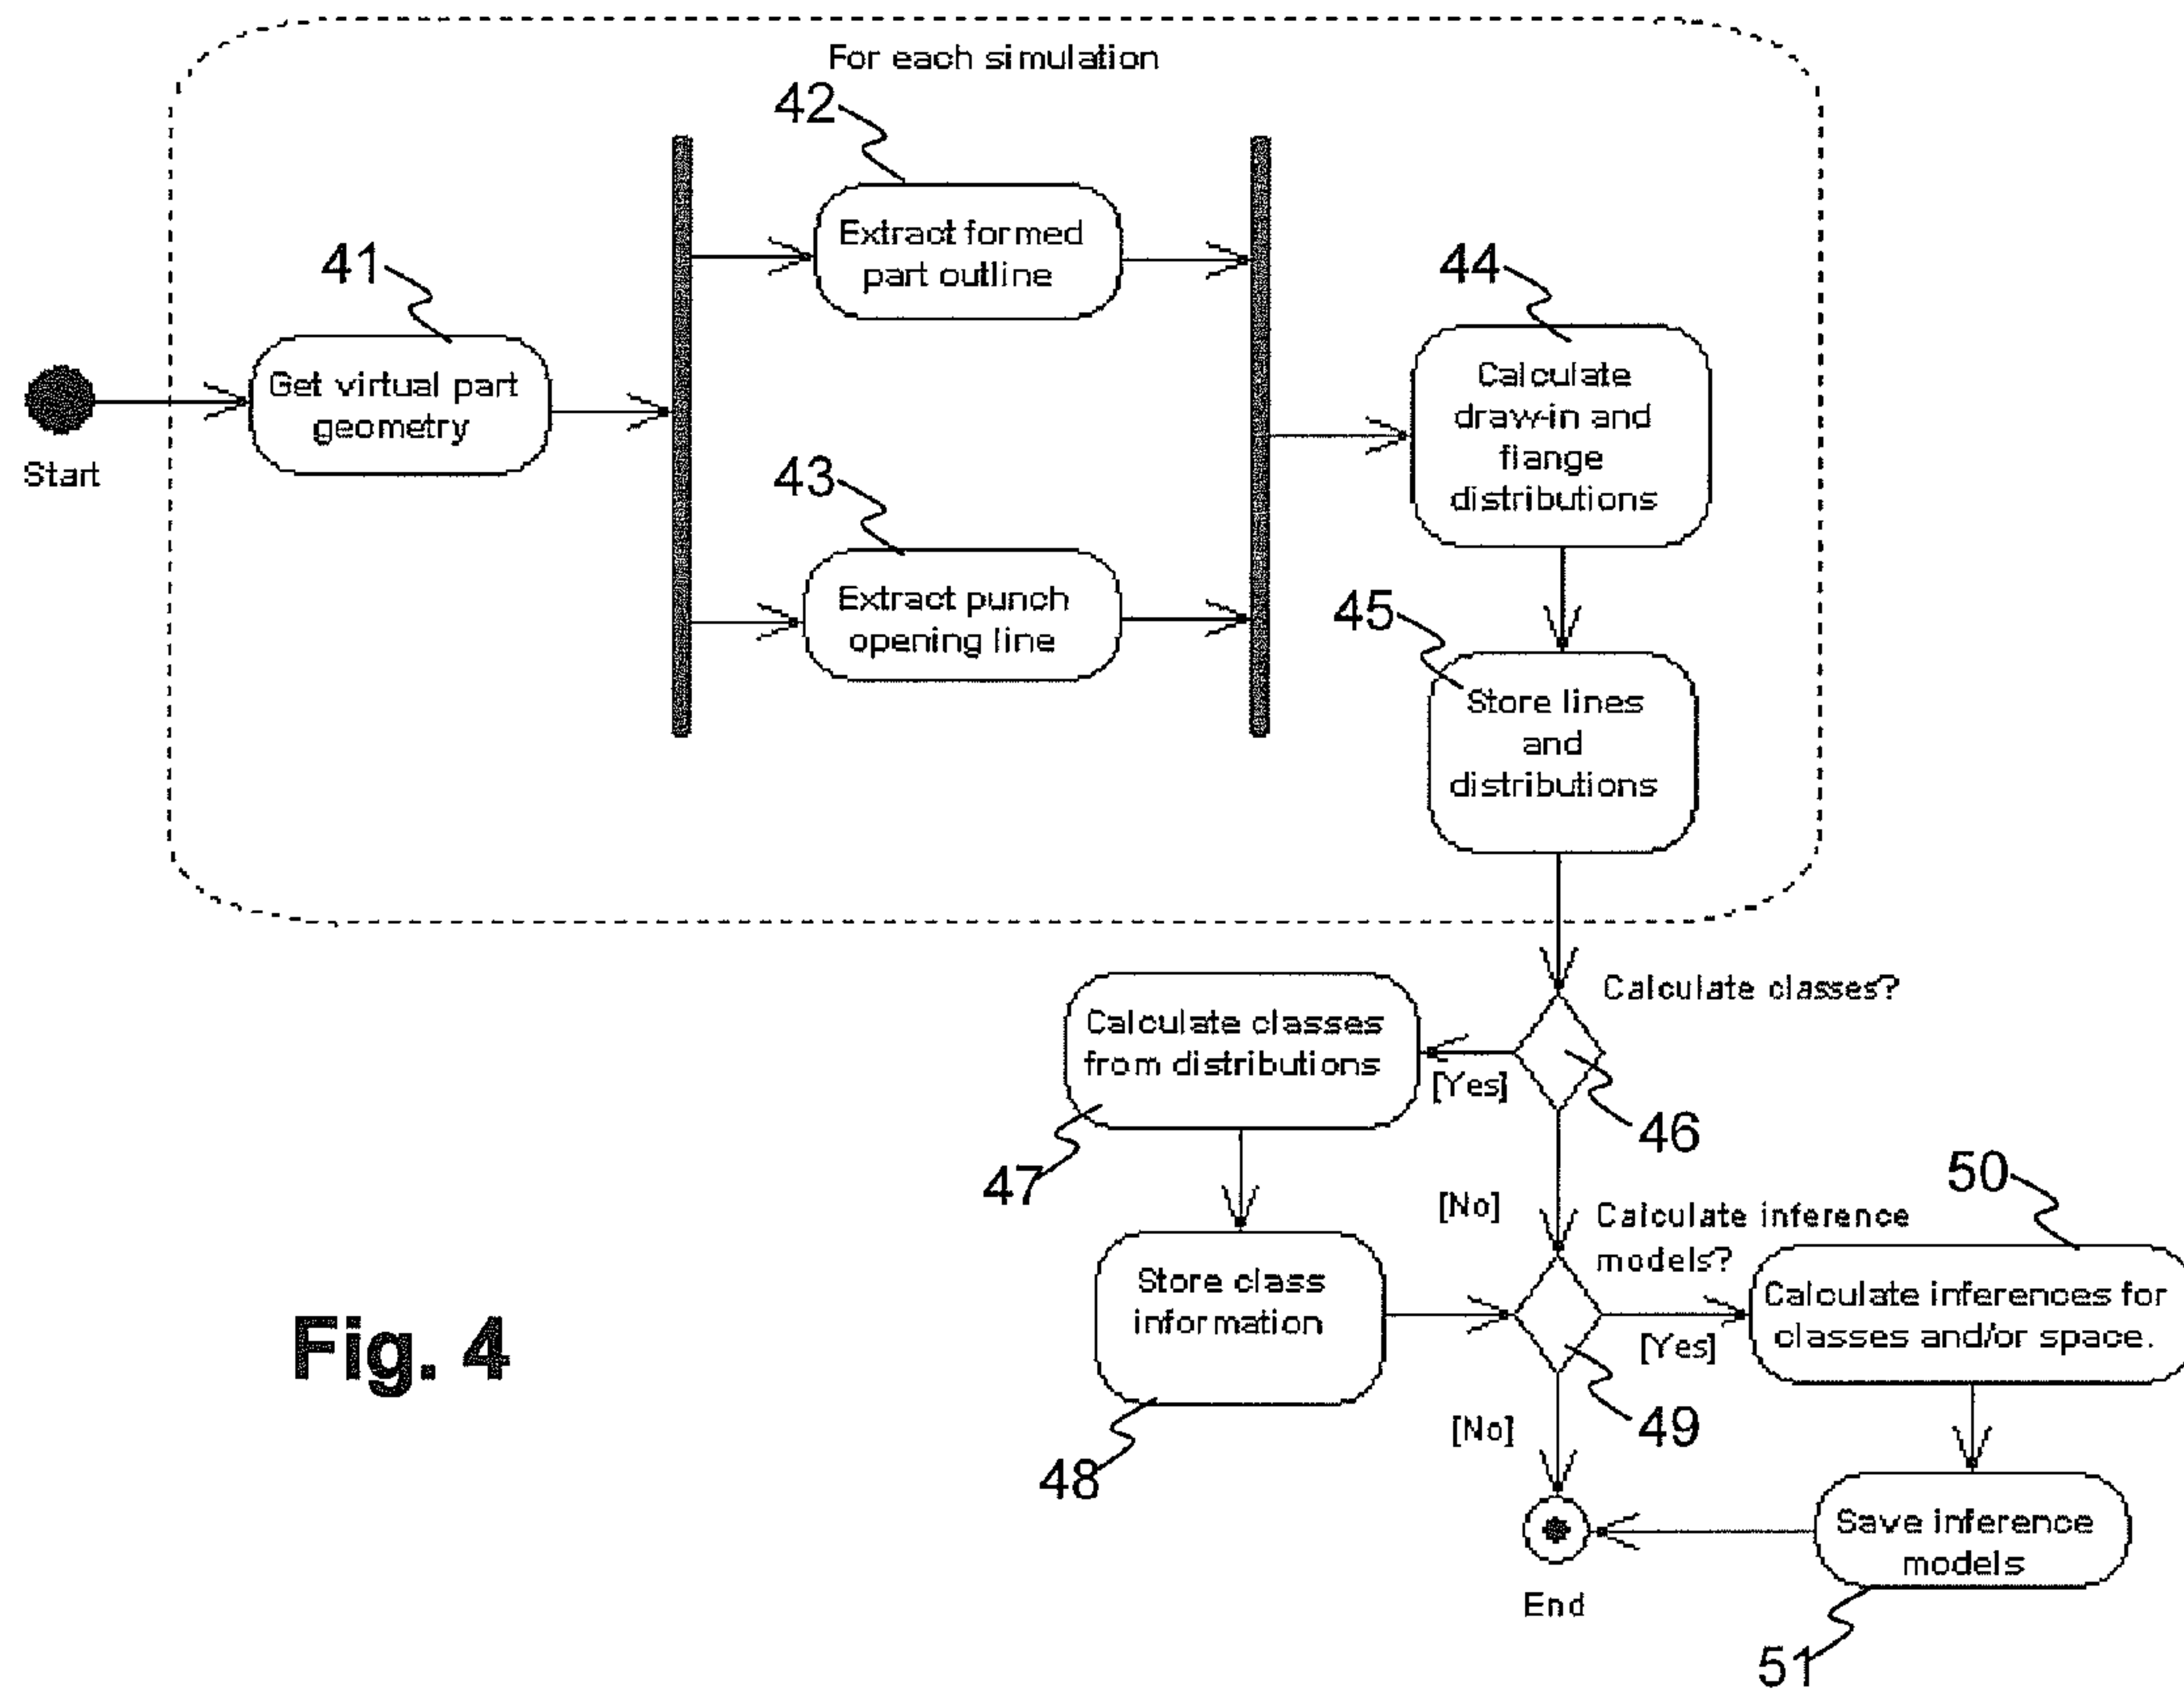 For each simulation
42
Extract formed
part outline
41
Get virtual part
geometry
Start
43
Extract punch
opening line
44
Calculate
draw-in and
flange
distributions
45
Store lines
and
distributions
Calculate classes?
46
[Yes]
Calculate classes
from distributions
47
[No]
Store class
information
48
Calculate inference
models?
49
[Yes]
50
Calculate inferences for
classes and/or space.
[No]
Save inference
models
51
End
Fig. 4